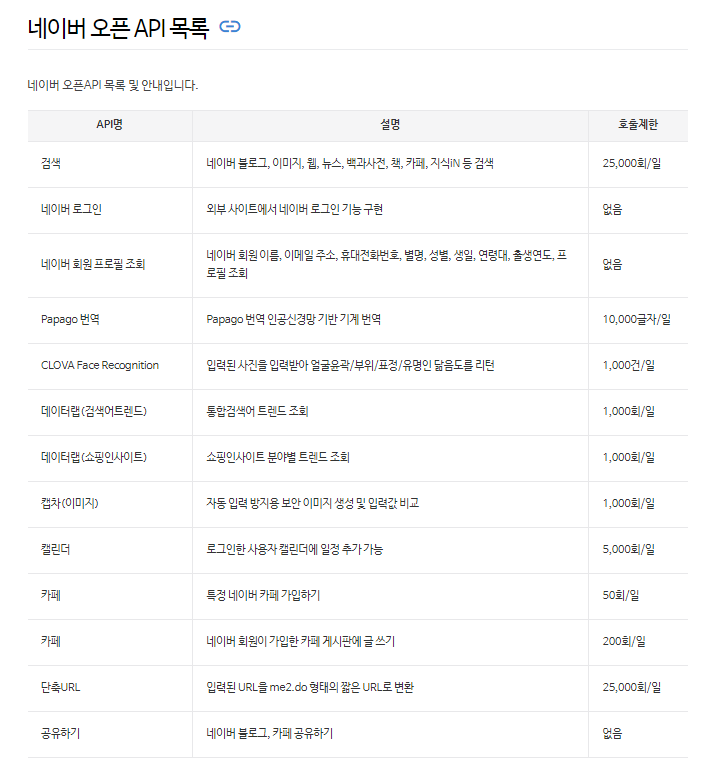 네이버 오픈 API 목록
네이버 오픈API 목록 및 안내입니다.
API명 설명 호출제한
검색 네이버 블로그, 이미지, 웹, 뉴스, 백과사전, 책, 카페, 지식iN 등 검색 25,000회/일
네이버 로그인 외부 사이트에서 네이버 로그인 기능 구현 없음
네이버 회원 프로필 조회 네이버 회원 이름, 이메일 주소, 휴대전화번호, 별명, 성별, 생일, 연령대, 출생연도, 프
로필 조회 없음
Papago 번역 Papago 번역 인공신경망 기반 기계 번역 10,000글자/일
CLOVA Face Recognition 입력된 사진을 입력받아 얼굴윤곽/부위/표정/유명인 닮음도를 리턴 1,000건/일
데이터랩(검색어트렌드) 통합검색어 트렌드 조회 1,000회/일
데이터랩(쇼핑인사이트) 쇼핑인사이트 분야별 트렌드 조회 1,000회/일
캡차(이미지) 자동 입력 방지용 보안 이미지 생성 및 입력값 비교 1,000회/일
캘린더 로그인한 사용자 캘린더에 일정 추가 가능 5,000회/일
카페 특정 네이버 카페 가입하기 50회/일
카페 네이버 회원이 가입한 카페 게시판에 글 쓰기 200회/일
단축URL 입력된 URL을 me2.do 형태의 짧은 URL로 변환 25,000회/일
공유하기 네이버 블로그, 카페 공유하기 없음